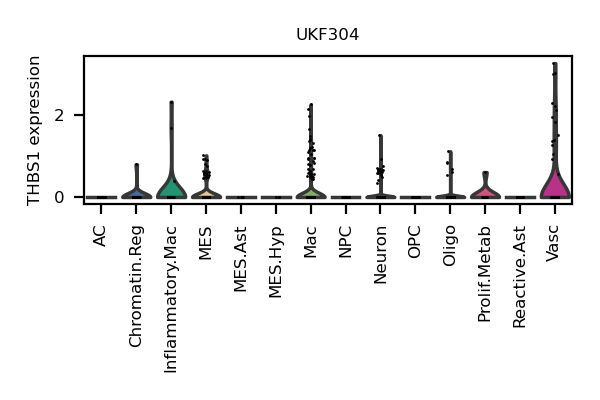 UKF304
THBS1 expression
2
0
AC
Chromatin.Reg
Inflammatory.Mac
MES
MES.Ast
MES.Hyp
Mac
NPC
Neuron
OPC
Oligo
Prolif.Metab
Reactive.Ast
Vasc